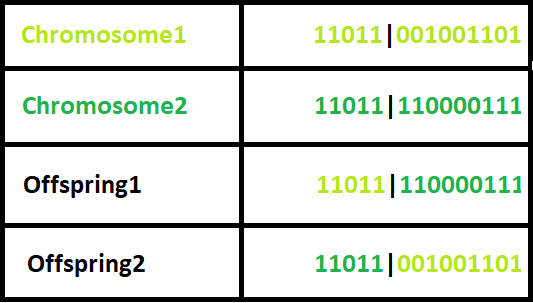 Chromosome1 11011|001001101
Chromosome2 11011|110000111
Offspring1 11011|110000111
Offspring2 11011|001001101